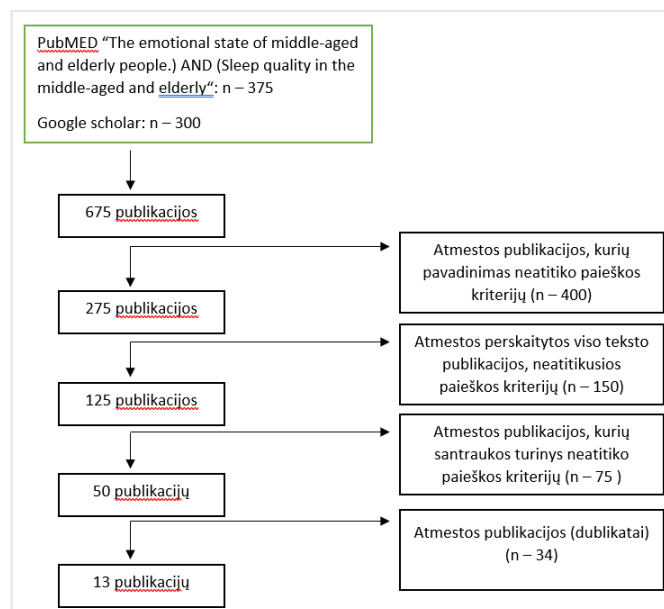 PubMED “The emotional state of middle-aged
and elderly people.) AND (Sleep quality in the
middle-aged and elderly“: n – 375
Google scholar: n – 300
675 publikacijos
Atmestos publikacijos, kurių
pavadinimas neatitiko paieškos
kriterijų (n – 400)
275 publikacijos
Atmestos perskaitytos viso teksto
publikacijos, neatitikusios
paieškos kriterijų (n – 150)
125 publikacijos
Atmestos publikacijos, kurių
santraukos turinys neatitiko
paieškos kriterijų (n – 75 )
50 publikacijų
Atmestos publikacijos (dublikatai)
(n – 34)
13 publikacijų